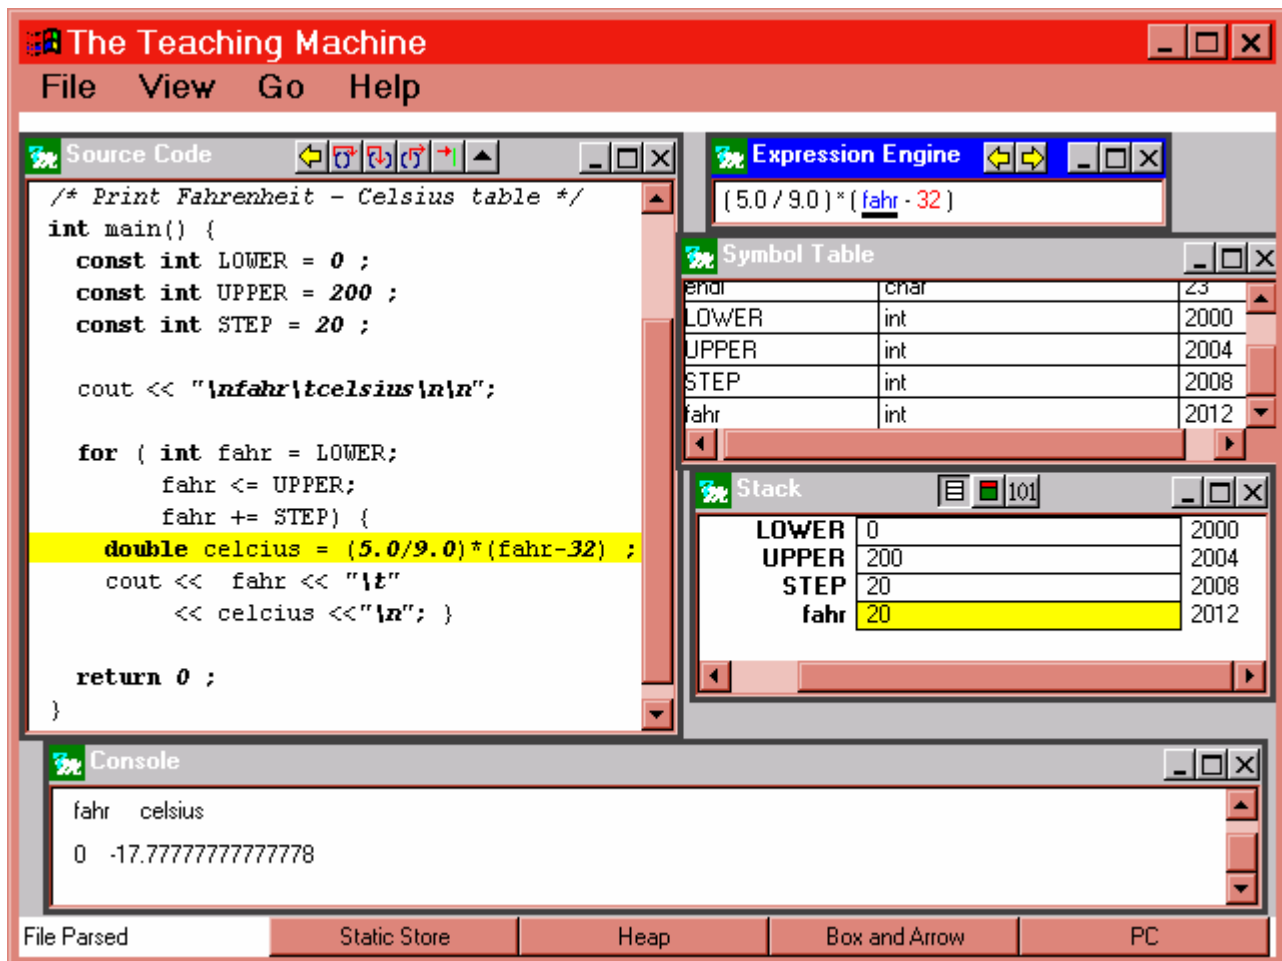 The Teaching Machine
File View Go Help
Source Code
/* Print Fahrenheit - Celsius table */
int main() {
const int LOWER = 0 ;
const int UPPER = 200 ;
const int STEP = 20 ;
cout << "\nfahr\tcelsius\n\n";
for ( int fahr = LOWER;
fahr <= UPPER;
fahr += STEP) {
double celcius = (5.0/9.0)*(fahr-32) ;
cout << fahr << "\t"
<< celcius <<"\n"; }
return 0 ;
}
Expression Engine
( 5.0 / 9.0 ) * ( fahr - 32 )
Symbol Table
endl char 23
LOWER int 2000
UPPER int 2004
STEP int 2008
fahr int 2012
Stack 101
LOWER 0 2000
UPPER 200 2004
STEP 20 2008
fahr 20 2012
Console
fahr celsius
0 -17.77777777777778
File Parsed Static Store Heap Box and Arrow PC